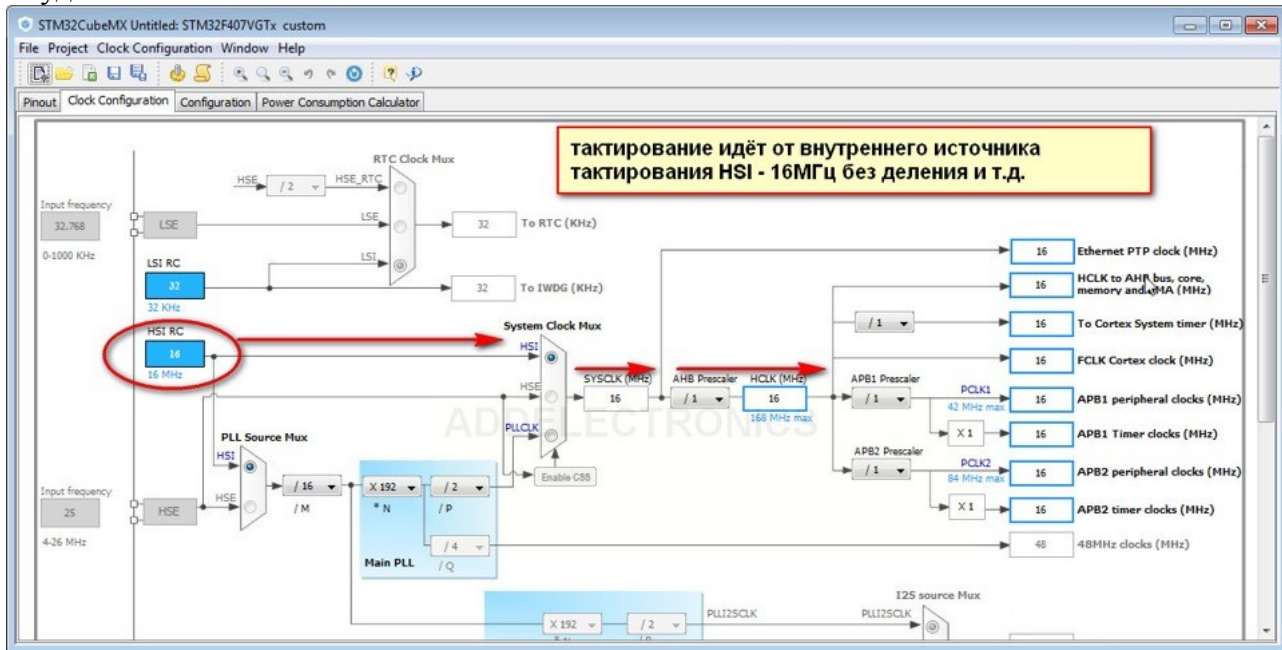 STM32CubeMX Untitled: STM32F407VGTx custom
File Project Clock Configuration Window Help
Pinout Clock Configuration Configuration Power Consumption Calculator
тактирование идёт от внутреннего источника
тактирования HSI - 16МГц без деления и т.д.
RTC Clock Mux
HSE / 2 HSE_RTC
Input frequency
32.768
LSE
LSE
32
To RTC (KHz)
0-1000 KHz
LSI RC
32
LSI
32
To IWDG (KHz)
32 KHz
HSI RC
16
16 MHz
System Clock Mux
HSI
HSE
PLLCLK
SYSCLK (MHz)
16
AHB Prescaler
/ 1
HCLK (MHz)
16
168 MHz max
16
Ethernet PTP clock (MHz)
16
HCLK to AHB bus, core,
memory and DMA (MHz)
/ 1
16
To Cortex System timer (MHz)
16
FCLK Cortex clock (MHz)
APB1 Prescaler
/ 1
PCLK1
42 MHz max
16
APB1 peripheral clocks (MHz)
X 1
16
APB1 Timer clocks (MHz)
APB2 Prescaler
/ 1
PCLK2
84 MHz max
16
APB2 peripheral clocks (MHz)
X 1
16
APB2 timer clocks (MHz)
ADDELECTRONICS
Enable CSS
PLL Source Mux
HSI
HSE
Input frequency
25
HSE
4-26 MHz
/ 16
/ M
X 192
* N
/ 2
/ P
/ 4
/ Q
Main PLL
48
48MHz clocks (MHz)
I2S source Mux
X 192
/ 2
PLLI2SCLK
PLLI2SCLK